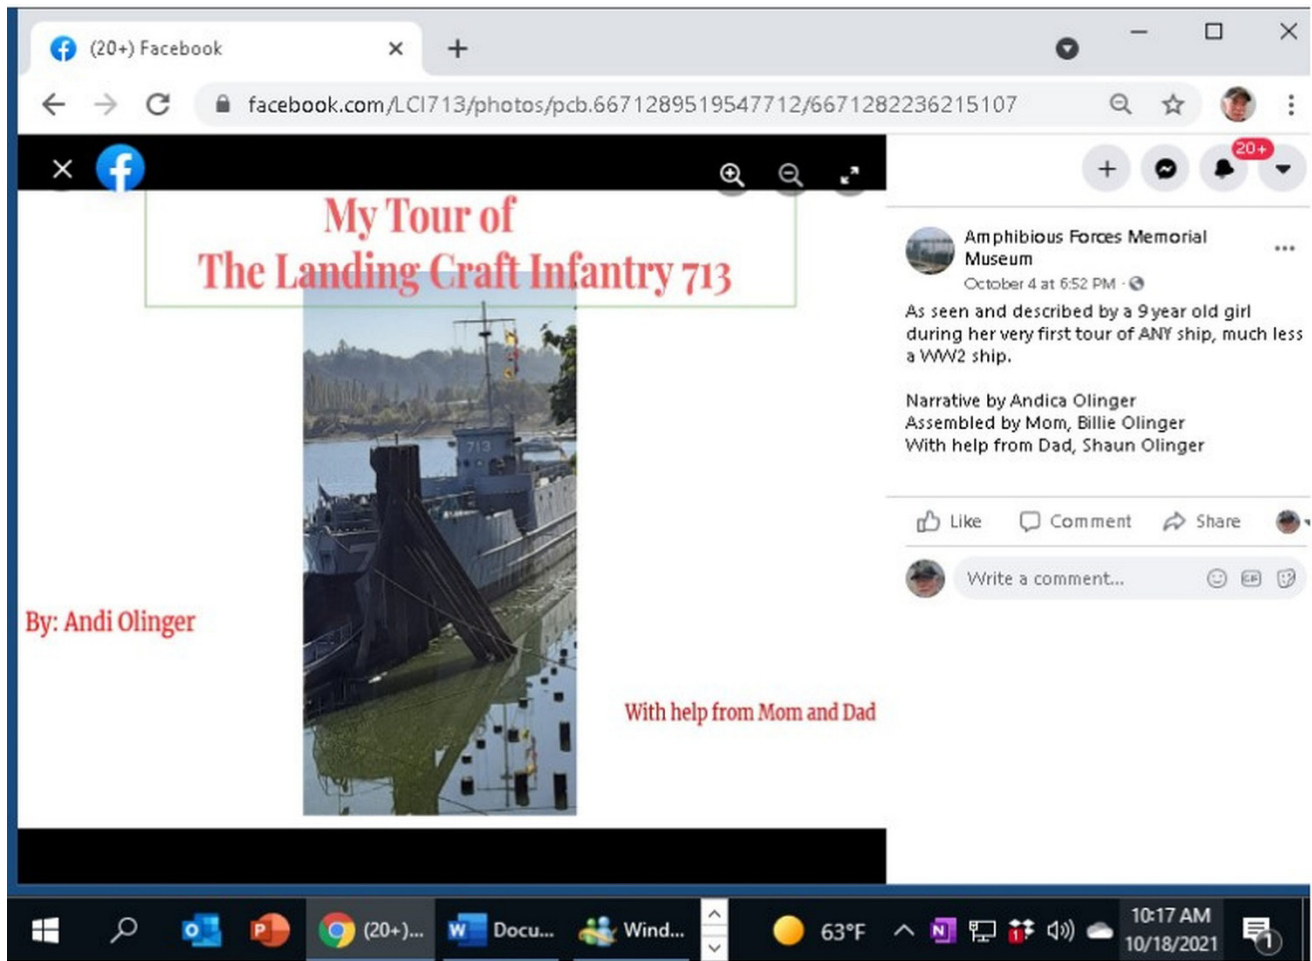 (20+) Facebook
facebook.com/LCI713/photos/pcb.6671289519547712/6671282236215107
20+
My Tour of
The Landing Craft Infantry 713
713
By: Andi Olinger
With help from Mom and Dad
Amphibious Forces Memorial
Museum
October 4 at 6:52 PM ·
As seen and described by a 9 year old girl
during her very first tour of ANY ship, much less
a WW2 ship.
Narrative by Andica Olinger
Assembled by Mom, Billie Olinger
With help from Dad, Shaun Olinger
Like Comment Share
Write a comment... GIF
(20+)... Docu... Wind... 63°F 10:17 AM
10/18/2021
1